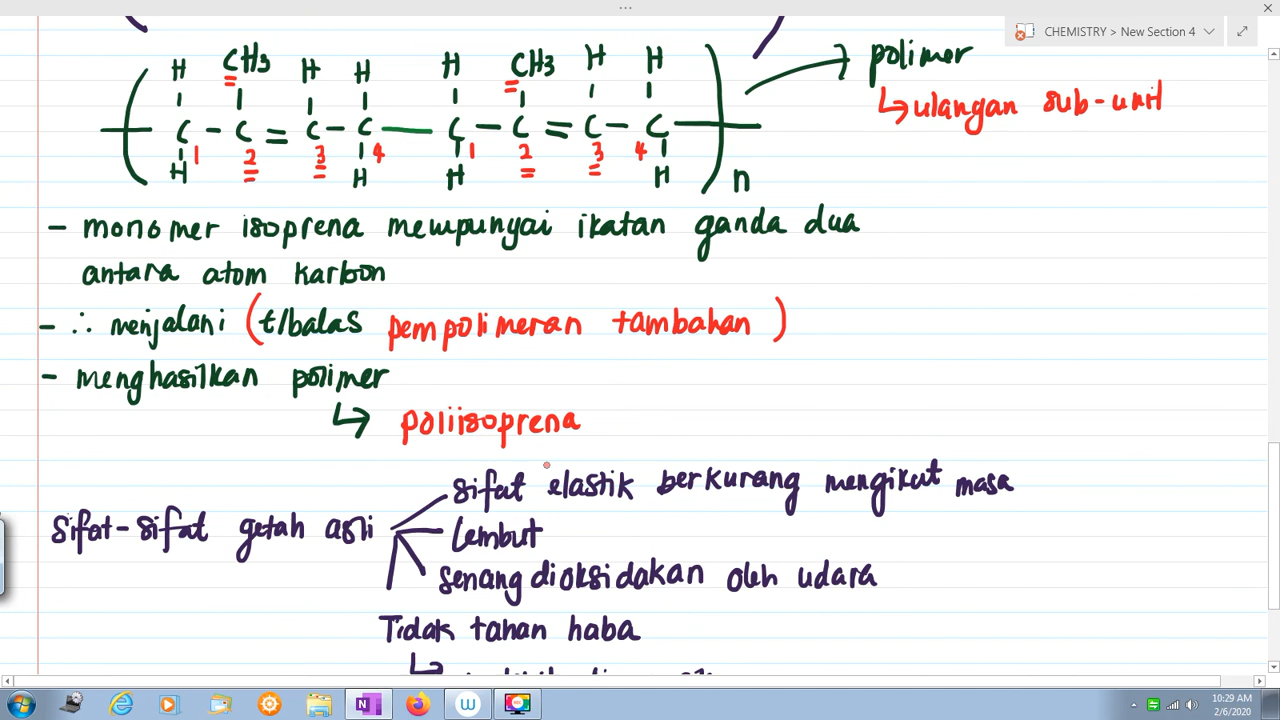 CHEMISTRY > New Section 4
polimer
ulangan sub-unit
H CH3 H H H CH3 H H
C - C = C - C - C - C = C - C
1 2 3 4 1 2 3 4
H H H H
n
- monomer isoprena mempunyai ikatan ganda dua
antara atom karbon
- ∴ menjalani (t/balas pempolimeran tambahan)
- menghasilkan polimer
↳ poliisoprena
sifat elastik berkurang mengikut masa
Sifat-sifat getah asli
lembut
senang dioksidakan oleh udara
Tidak tahan haba
10:29 AM
2/6/2020